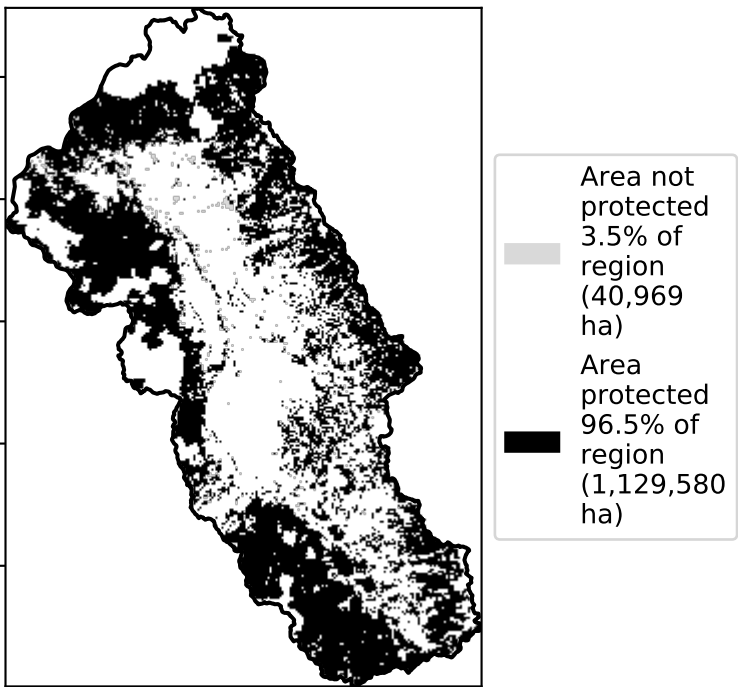 Area not
protected
3.5% of
region
(40,969
ha)
Area
protected
96.5% of
region
(1,129,580
ha)